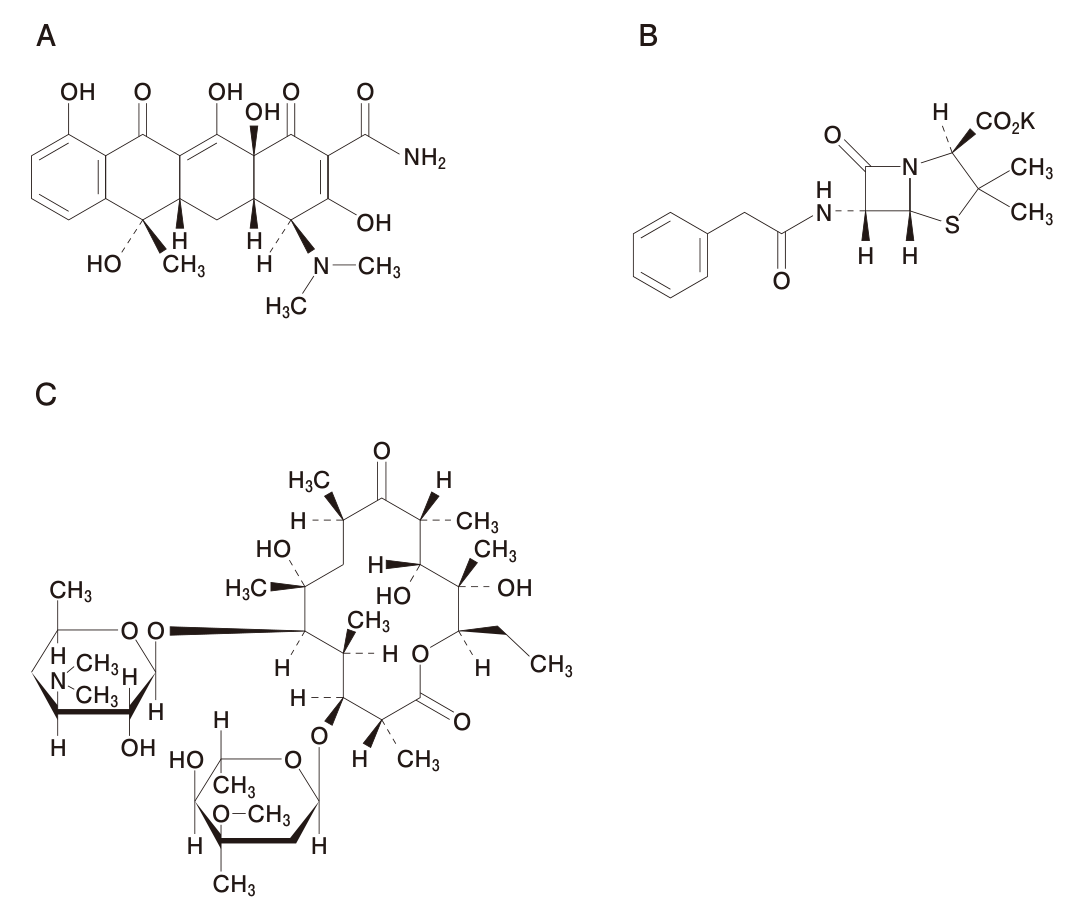 A
B
OH O OH OH O O
NH₂
OH
H H H
HO CH₃ N CH₃
H₃C
H CO₂K
O N CH₃
H
N CH₃
S
H H
O
C
O
H₃C H
H CH₃
HO H CH₃
H₃C HO OH
CH₃ CH₃
O O H O H CH₃
H CH₃ H
N CH₃ H H
H O O
H OH H H CH₃
HO O
CH₃
O CH₃
H H
CH₃